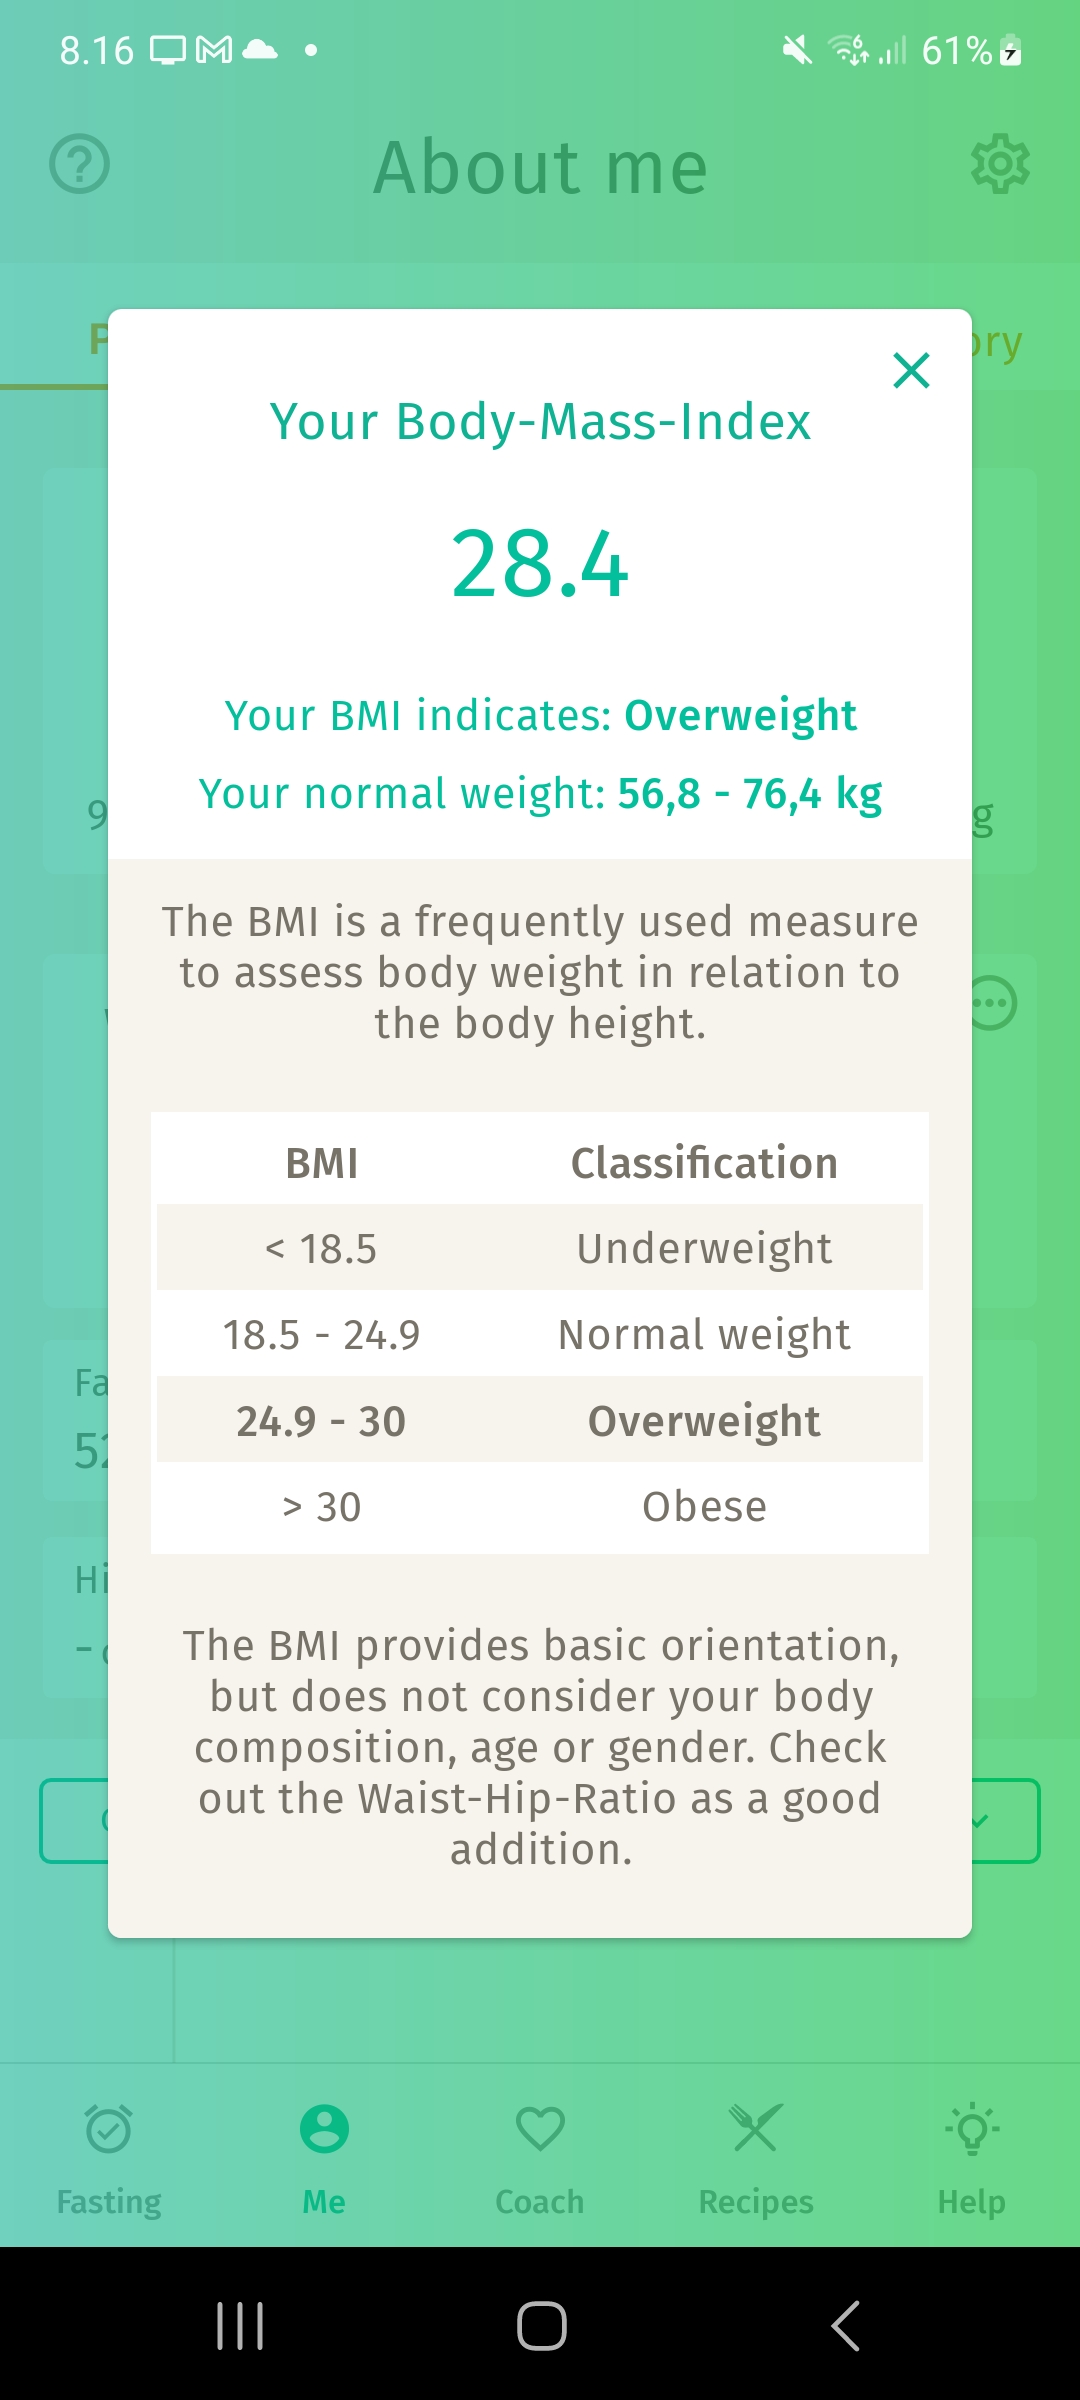 8.16
61%
About me
ory
Your Body-Mass-Index
28.4
Your BMI indicates: Overweight
Your normal weight: 56,8 - 76,4 kg
9
g
The BMI is a frequently used measure
to assess body weight in relation to
the body height.
BMI Classification
< 18.5 Underweight
18.5 - 24.9 Normal weight
24.9 - 30 Overweight
> 30 Obese
Fa
52
Hi
-
The BMI provides basic orientation,
but does not consider your body
composition, age or gender. Check
out the Waist-Hip-Ratio as a good
addition.
Fasting Me Coach Recipes Help